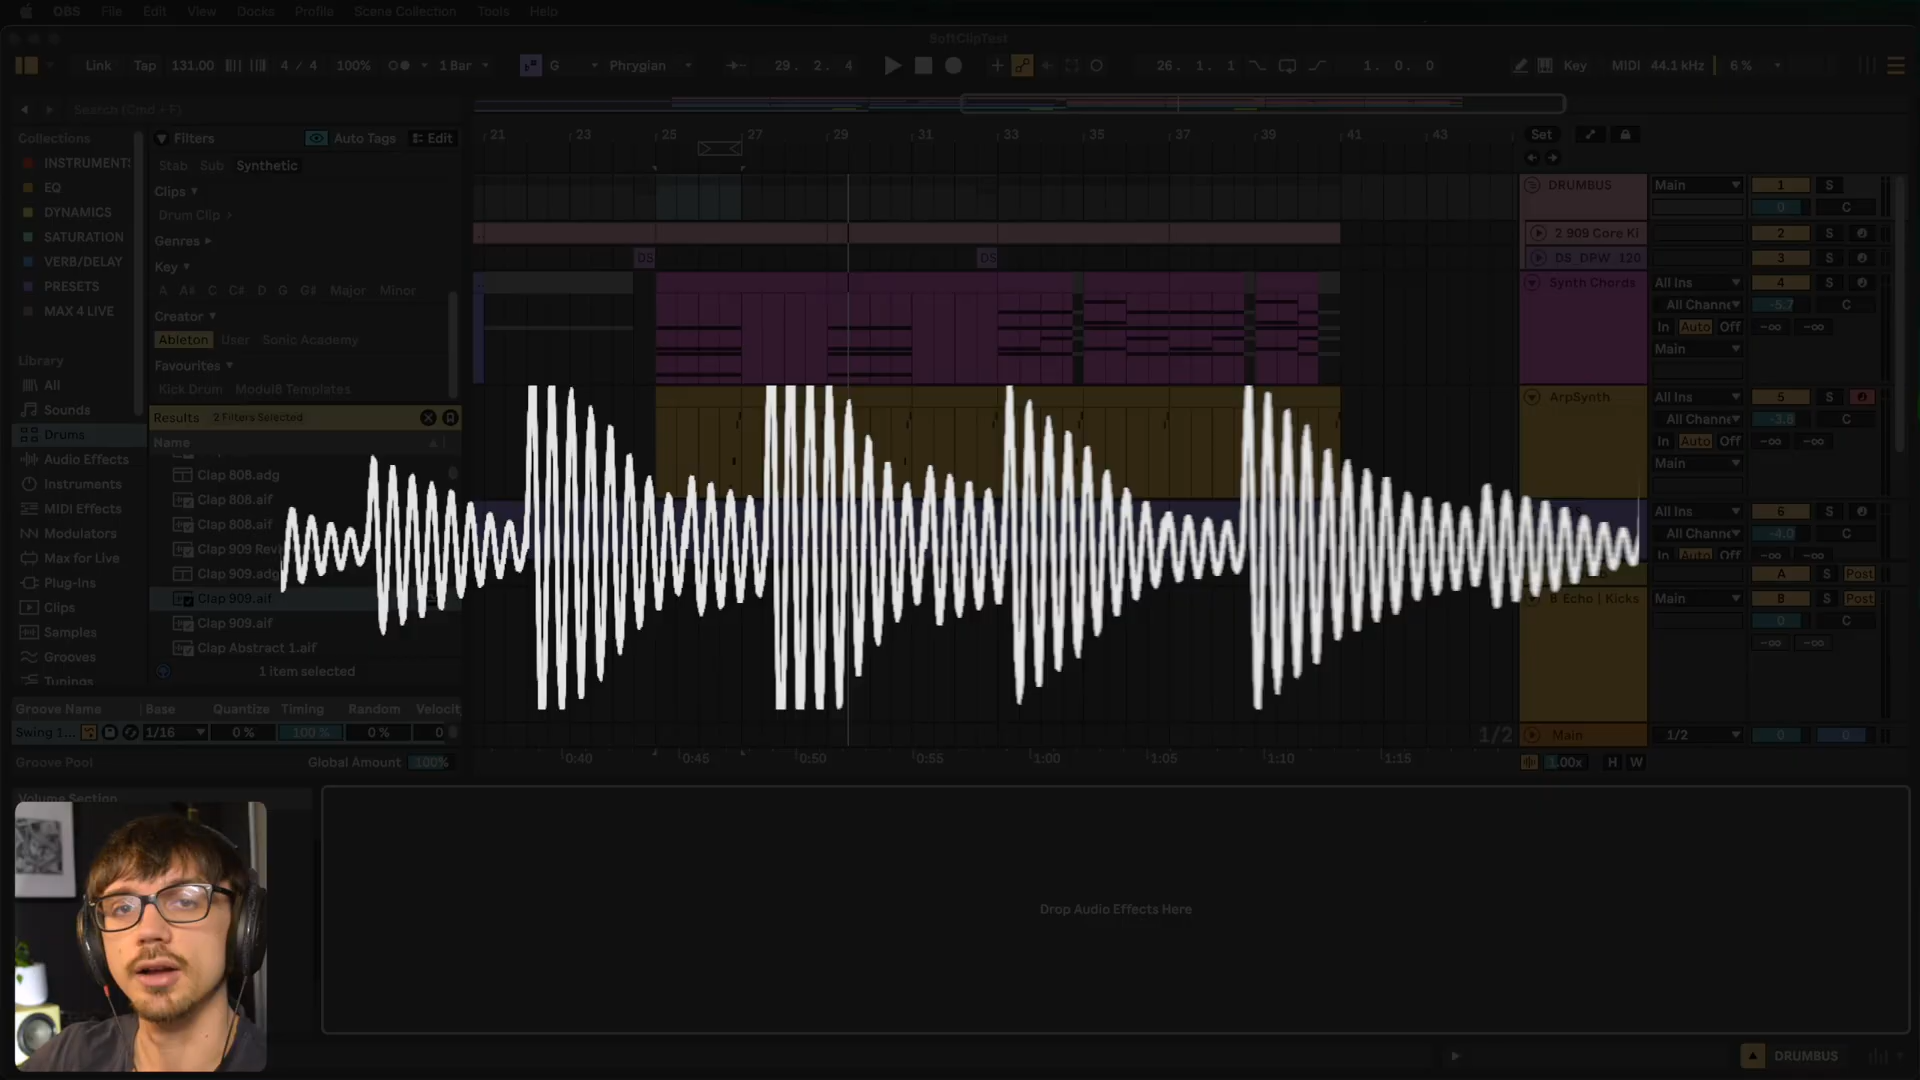 OBS File Edit View Docks Profile Scene Collection Tools Help
SoftClipTest
Link Tap 131.00 4 / 4 100% 1 Bar G Phrygian 29. 2. 4 26. 1. 1 1. 0. 0 Key MIDI 44.1 kHz 6 %
Search (Cmd + F)
Collections Filters Auto Tags Edit 21 23 25 27 29 31 33 35 37 39 41 43 Set
INSTRUMENTS Stab Sub Synthetic
EQ Clips
DYNAMICS Drum Clip
SATURATION Genres
VERB/DELAY Key
PRESETS A A# C C# D G G# Major Minor
MAX 4 LIVE Creator
Ableton User Sonic Academy
Library Favourites
All Kick Drum Modul8 Templates
Sounds Results 2 Filters Selected
Drums Name
Audio Effects Clap 808.adg
Instruments Clap 808.aif
MIDI Effects Clap 808.aif
Modulators Clap 909 Rev
Max for Live Clap 909.adg
Plug-Ins Clap 909.aif
Clips Clap 909.aif
Samples Clap Abstract 1.aif
Grooves 1 item selected
Tunings
DS DS
DRUMBUS Main 1 S
0 C
2 909 Core Ki 2 S
DS_DPW_120 3 S
Synth Chords All Ins 4 S
All Channe -5.7 C
In Auto Off -∞ -∞
Main
ArpSynth All Ins 5 S
All Channe -3.8 C
In Auto Off -∞ -∞
Main
All Ins 6 S
All Channe -4.0 C
In Auto Off -∞ -∞
A S Post
B Echo | Kicks Main B S Post
0 C
-∞ -∞
1/2 Main 1/2 0 0
Groove Name Base Quantize Timing Random Velocit
Swing 1... 1/16 0 % 100 % 0 % 0
Groove Pool Global Amount 100% 0:40 0:45 0:50 0:55 1:00 1:05 1:10 1:15 1.00x H W
Volume Section
Drop Audio Effects Here
DRUMBUS